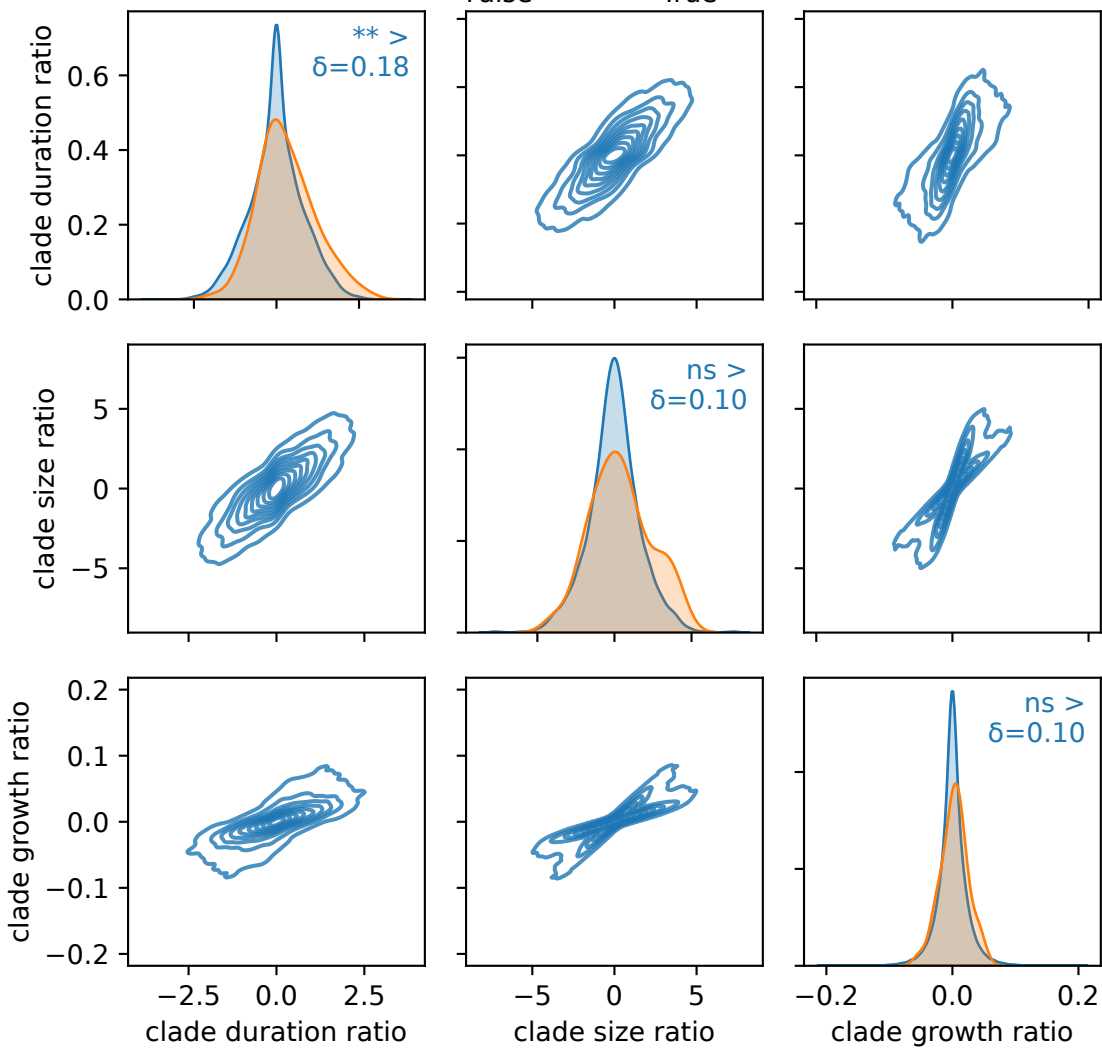 False True
clade duration ratio
0.6
0.4
0.2
0.0
** >
δ=0.18
clade size ratio
5
0
−5
ns >
δ=0.10
clade growth ratio
0.2
0.1
0.0
−0.1
−0.2
ns >
δ=0.10
−2.5 0.0 2.5
clade duration ratio
−5 0 5
clade size ratio
−0.2 0.0 0.2
clade growth ratio